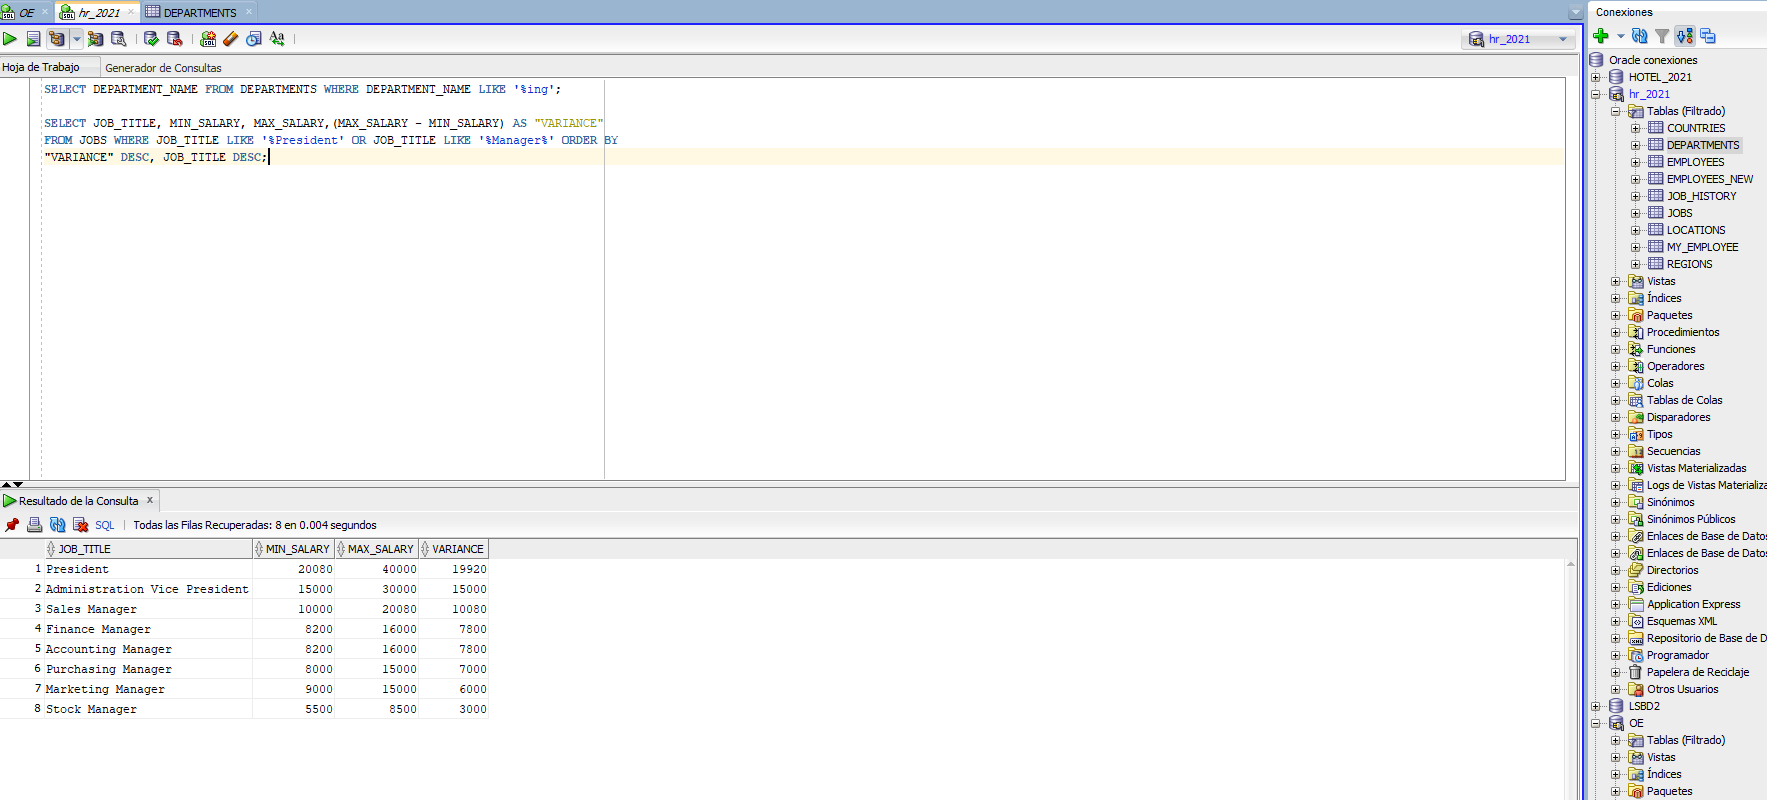 OE
hr_2021
DEPARTMENTS
hr_2021
Hoja de Trabajo
Generador de Consultas
SELECT DEPARTMENT_NAME FROM DEPARTMENTS WHERE DEPARTMENT_NAME LIKE '%ing';
SELECT JOB_TITLE, MIN_SALARY, MAX_SALARY,(MAX_SALARY - MIN_SALARY) AS "VARIANCE"
FROM JOBS WHERE JOB_TITLE LIKE '%President' OR JOB_TITLE LIKE '%Manager%' ORDER BY
"VARIANCE" DESC, JOB_TITLE DESC;
Resultado de la Consulta
SQL
Todas las Filas Recuperadas: 8 en 0.004 segundos
JOB_TITLE MIN_SALARY MAX_SALARY VARIANCE
1 President 20080 40000 19920
2 Administration Vice President 15000 30000 15000
3 Sales Manager 10000 20080 10080
4 Finance Manager 8200 16000 7800
5 Accounting Manager 8200 16000 7800
6 Purchasing Manager 8000 15000 7000
7 Marketing Manager 9000 15000 6000
8 Stock Manager 5500 8500 3000
Conexiones
Oracle conexiones
HOTEL_2021
hr_2021
Tablas (Filtrado)
COUNTRIES
DEPARTMENTS
EMPLOYEES
EMPLOYEES_NEW
JOB_HISTORY
JOBS
LOCATIONS
MY_EMPLOYEE
REGIONS
Vistas
Índices
Paquetes
Procedimientos
Funciones
Operadores
Colas
Tablas de Colas
Disparadores
Tipos
Secuencias
Vistas Materializadas
Logs de Vistas Materializa
Sinónimos
Sinónimos Públicos
Enlaces de Base de Datos
Enlaces de Base de Datos
Directorios
Ediciones
Application Express
Esquemas XML
Repositorio de Base de D
Programador
Papelera de Reciclaje
Otros Usuarios
LSBD2
OE
Tablas (Filtrado)
Vistas
Índices
Paquetes